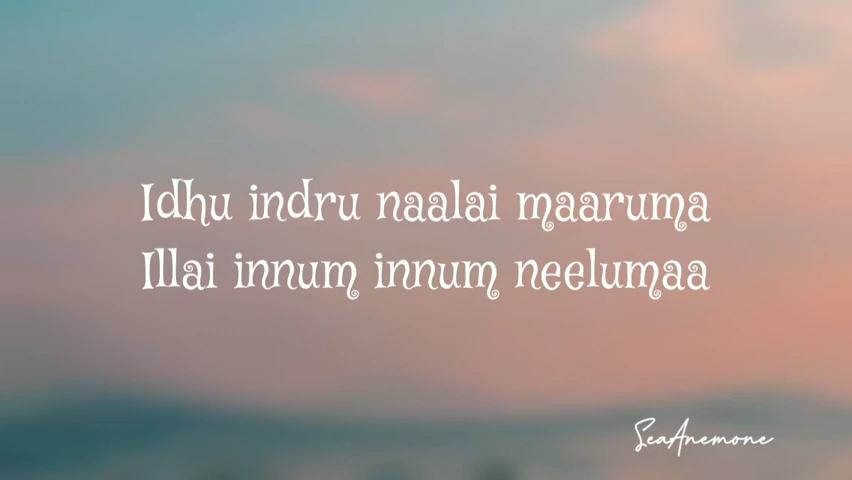 Idhu indru naalai maaruma
Illai innum innum neelumaa
SeaAnemone